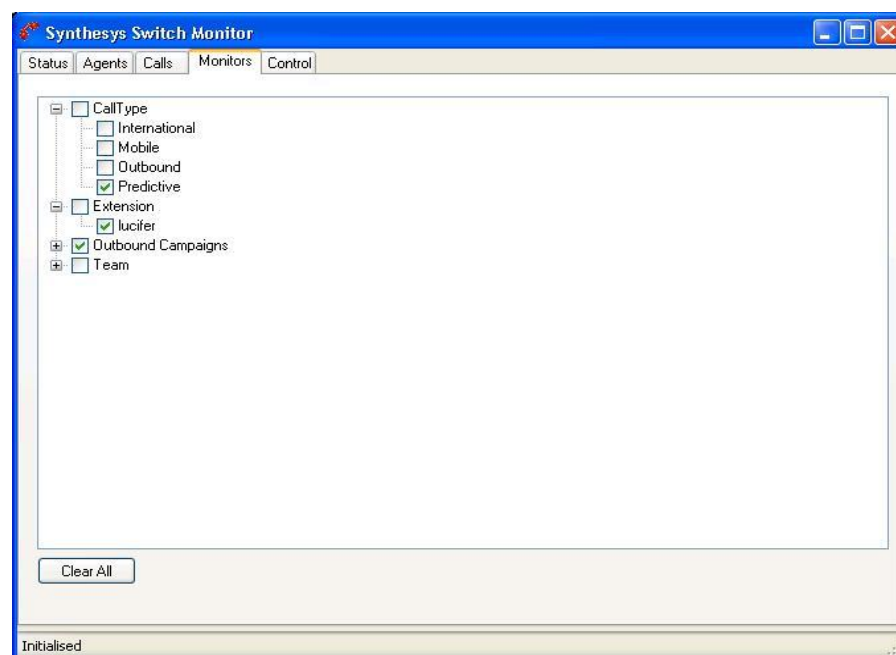 Synthesys Switch Monitor
Status Agents Calls Monitors Control
CallType
International
Mobile
Outbound
Predictive
Extension
lucifer
Outbound Campaigns
Team
Clear All
Initialised